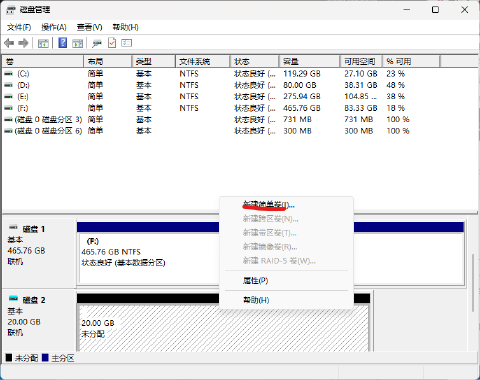 磁盘管理
文件(F) 操作(A) 查看(V) 帮助(H)
卷 布局 类型 文件系统 状态 容量 可用空间 % 可用
(C:) 简单 基本 NTFS 状态良好 (... 119.29 GB 27.10 GB 23 %
(D:) 简单 基本 NTFS 状态良好 (... 80.00 GB 38.31 GB 48 %
(E:) 简单 基本 NTFS 状态良好 (... 275.94 GB 104.85 ... 38 %
(F:) 简单 基本 NTFS 状态良好 (... 465.76 GB 83.33 GB 18 %
(磁盘 0 磁盘分区 3) 简单 基本 状态良好 (... 731 MB 731 MB 100 %
(磁盘 0 磁盘分区 6) 简单 基本 状态良好 (... 300 MB 300 MB 100 %
新建简单卷(I)...
新建跨区卷(N)...
新建带区卷(T)...
新建镜像卷(R)...
新建 RAID-5 卷(W)...
属性(P)
帮助(H)
磁盘 1
基本
465.76 GB
联机
(F:)
465.76 GB NTFS
状态良好 (基本数据分区)
磁盘 2
基本
20.00 GB
联机
20.00 GB
未分配
未分配 主分区